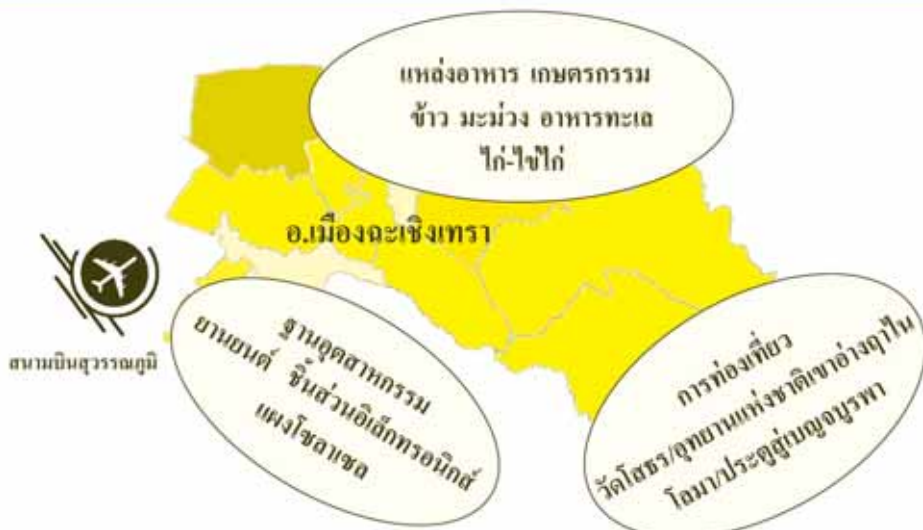 แหล่งอาหาร เกษตรกรรม
ข้าว มะม่วง อาหารทะเล
ไก่-ไข่ไก่
อ.เมืองฉะเชิงเทรา
สนามบินสุวรรณภูมิ
ฐานอุตสาหกรรม
ยานยนต์ ชิ้นส่วนอิเล็กทรอนิกส์
แผงโซลาเซล
การท่องเที่ยว
วัดโสธร/อุทยานแห่งชาติเขาอ่างฤาไน
โลมา/ประตูสู่เบญจบูรพา